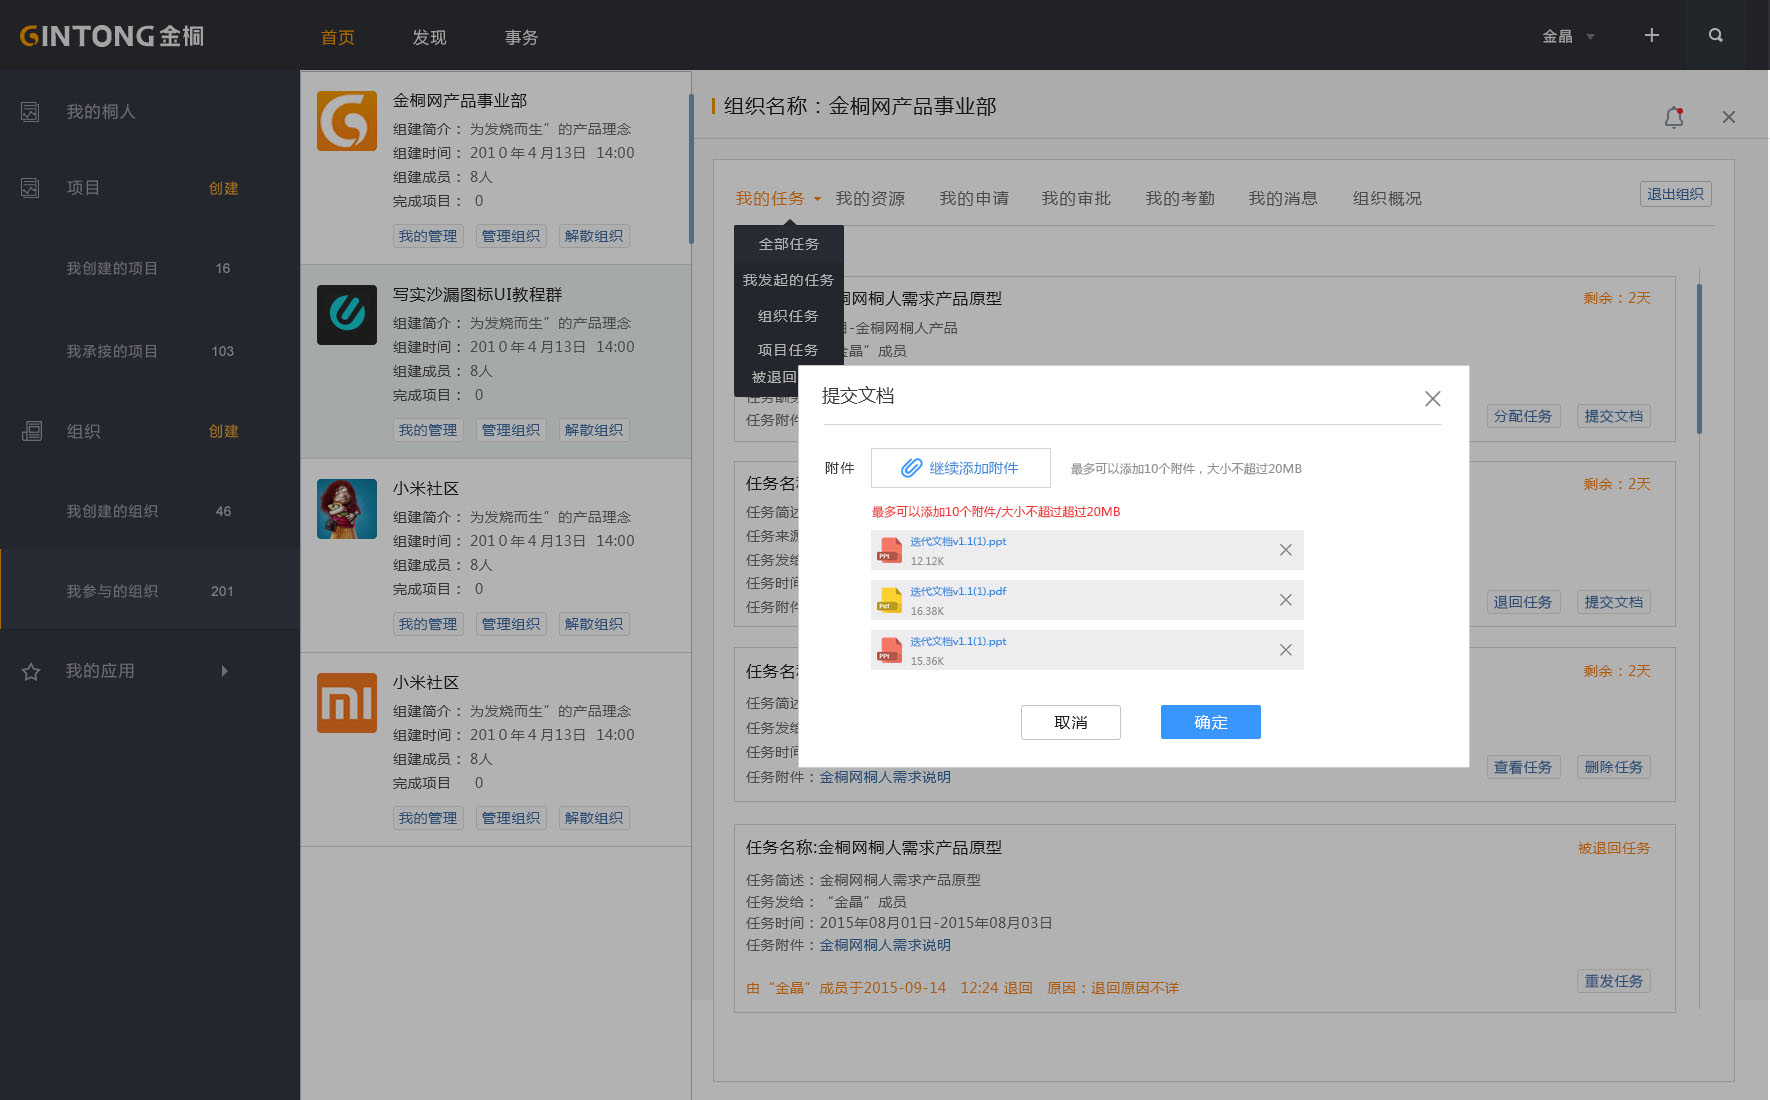 GINTONG金桐
首页
发现
事务
金晶
我的桐人
项目
创建
我创建的项目
16
我承接的项目
103
组织
创建
我创建的组织
46
我参与的组织
201
我的应用
金桐网产品事业部
组建简介： 为发烧而生”的产品理念
组建时间： 2010年4月13日 14:00
组建成员： 8人
完成项目： 0
我的管理
管理组织
解散组织
写实沙漏图标UI教程群
组建简介： 为发烧而生”的产品理念
组建时间： 2010年4月13日 14:00
组建成员： 8人
完成项目： 0
我的管理
管理组织
解散组织
小米社区
组建简介： 为发烧而生”的产品理念
组建时间： 2010年4月13日 14:00
组建成员： 8人
完成项目： 0
我的管理
管理组织
解散组织
小米社区
组建简介： 为发烧而生”的产品理念
组建时间： 2010年4月13日 14:00
组建成员： 8人
完成项目 0
我的管理
管理组织
解散组织
组织名称：金桐网产品事业部
我的任务
我的资源
我的申请
我的审批
我的考勤
我的消息
组织概况
退出组织
全部任务
我发起的任务
组织任务
项目任务
被退回
网桐人需求产品原型
剩余：2天
-金桐网桐人产品
金晶”成员
任务附件
分配任务
提交文档
任务名
剩余：2天
任务简述
任务来源
任务发给
任务时间
任务附件
退回任务
提交文档
任务名
剩余：2天
任务简述
任务发给
任务时间
任务附件：金桐网桐人需求说明
查看任务
删除任务
任务名称:金桐网桐人需求产品原型
被退回任务
任务简述：金桐网桐人需求产品原型
任务发给：“金晶”成员
任务时间：2015年08月01日-2015年08月03日
任务附件：金桐网桐人需求说明
由“金晶”成员于2015-09-14 12:24 退回 原因：退回原因不详
重发任务
提交文档
附件
继续添加附件
最多可以添加10个附件，大小不超过20MB
最多可以添加10个附件/大小不超过超过20MB
PPt
迭代文档v1.1(1).ppt
12.12K
Pdf
迭代文档v1.1(1).pdf
16.38K
PPt
迭代文档v1.1(1).ppt
15.36K
取消
确定